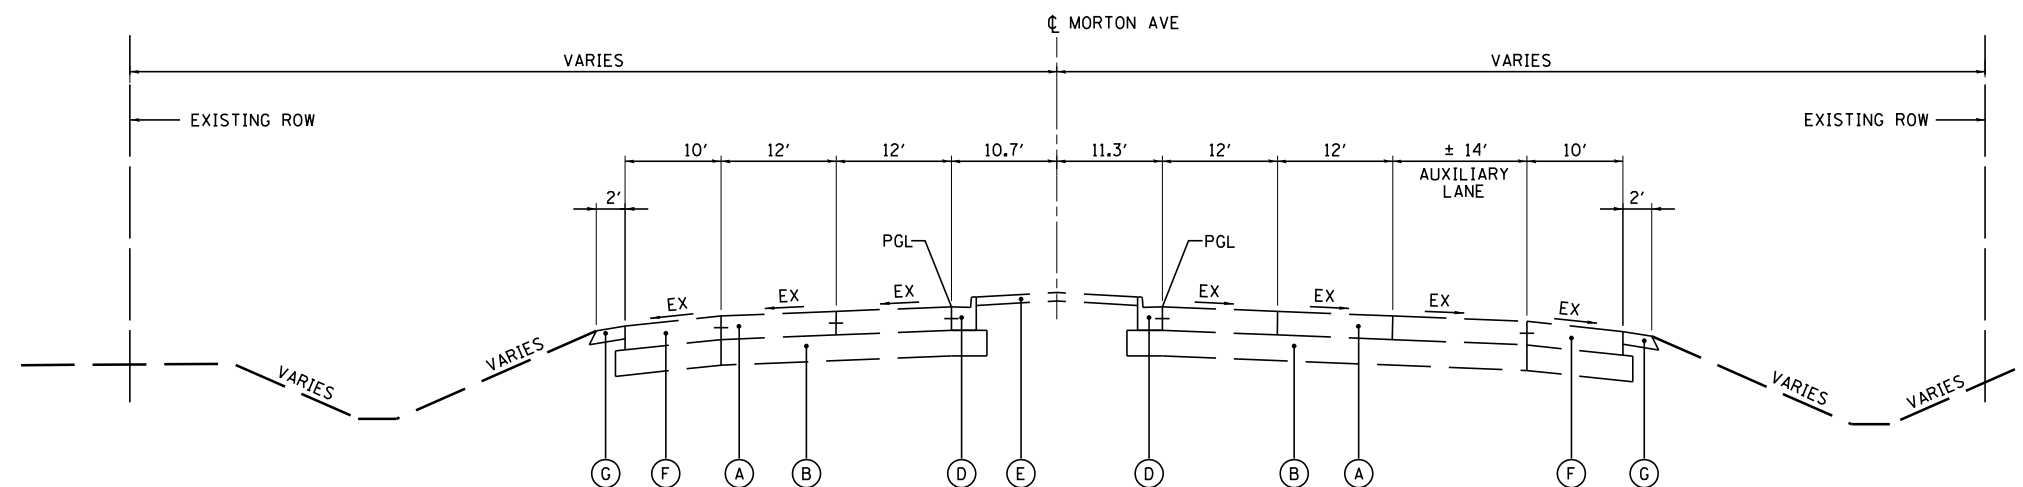 ℄ MORTON AVE
VARIES VARIES
EXISTING ROW EXISTING ROW
10' 12' 12' 10.7' 11.3' 12' 12' ± 14' 10'
AUXILIARY
LANE
2' 2'
PGL PGL
EX EX EX EX EX EX EX
VARIES VARIES VARIES VARIES
G F A B D E D B A F G